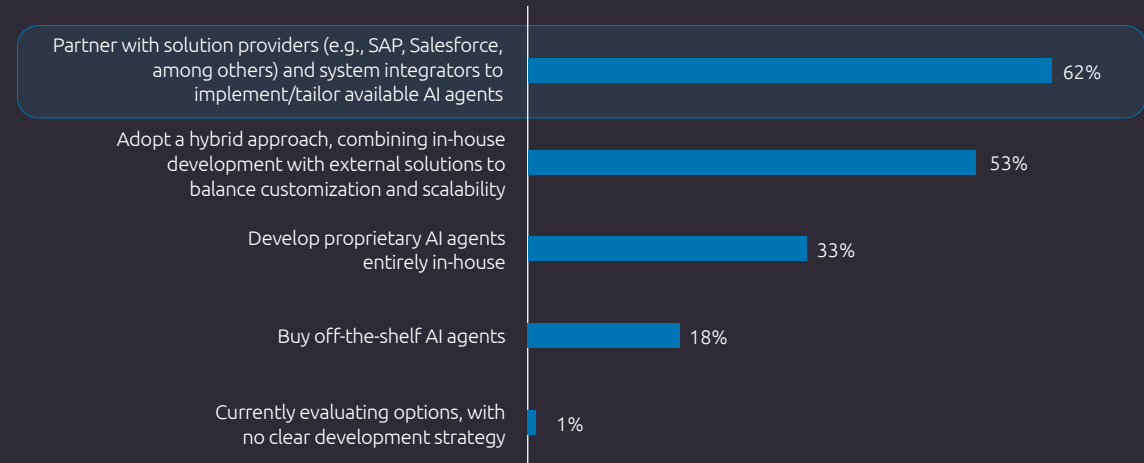 Partner with solution providers (e.g., SAP, Salesforce,
among others) and system integrators to
implement/tailor available AI agents
62%
Adopt a hybrid approach, combining in-house
development with external solutions to
balance customization and scalability
53%
Develop proprietary AI agents
entirely in-house
33%
Buy off-the-shelf AI agents
18%
Currently evaluating options, with
no clear development strategy
1%